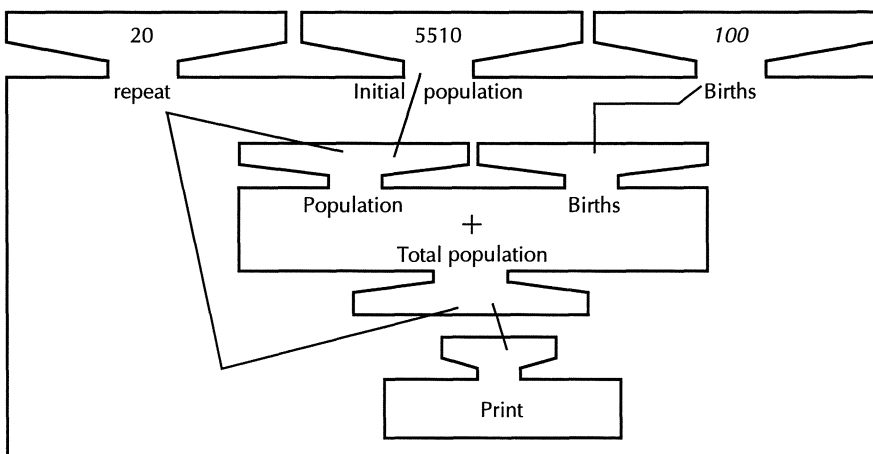 20 5510 100
repeat Initial population Births
Population Births
+
Total population
Print